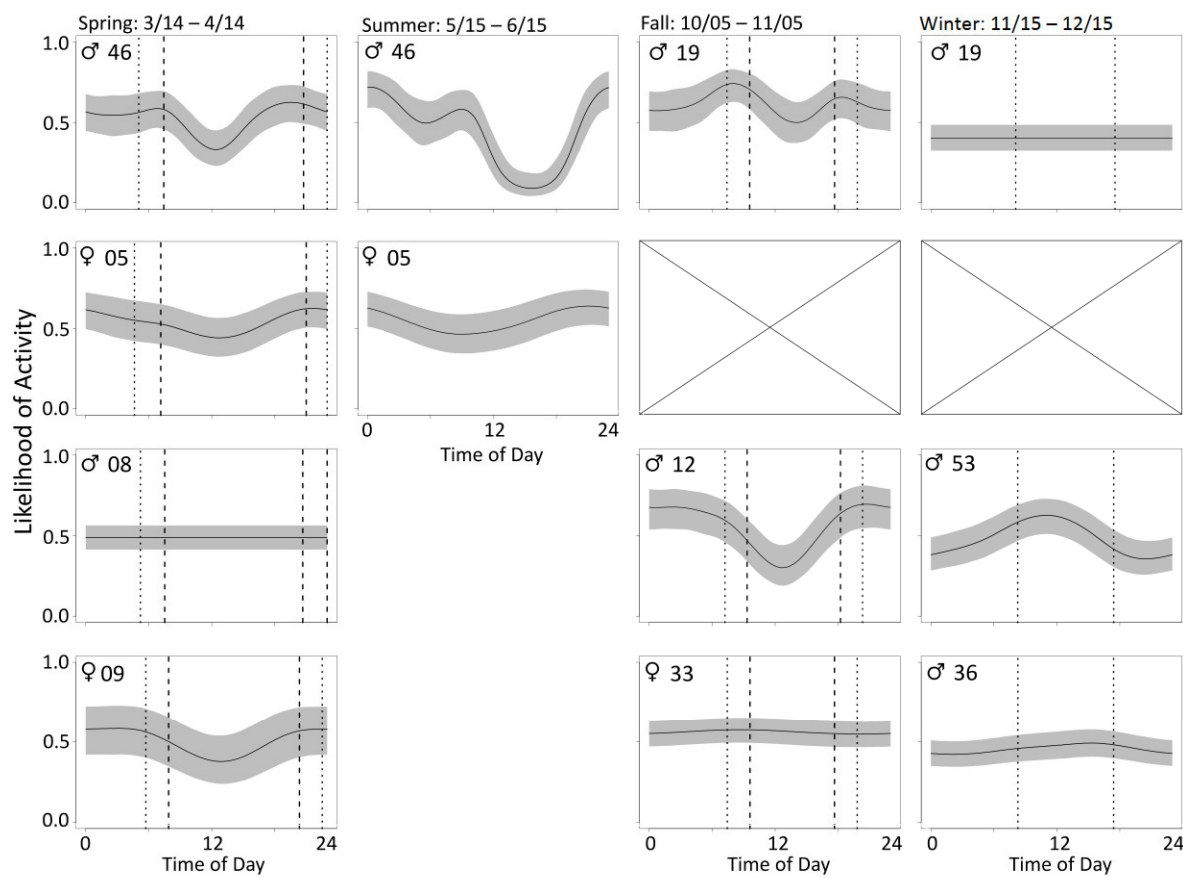 Spring: 3/14 – 4/14
Summer: 5/15 – 6/15
Fall: 10/05 – 11/05
Winter: 11/15 – 12/15
Likelihood of Activity
1.0
0.5
0.0
♂ 46
♂ 46
♂ 19
♂ 19
1.0
0.5
0.0
♀ 05
♀ 05
0 12 24
Time of Day
1.0
0.5
0.0
♂ 08
♂ 12
♂ 53
1.0
0.5
0.0
♀ 09
♀ 33
♂ 36
0 12 24
Time of Day
0 12 24
Time of Day
0 12 24
Time of Day